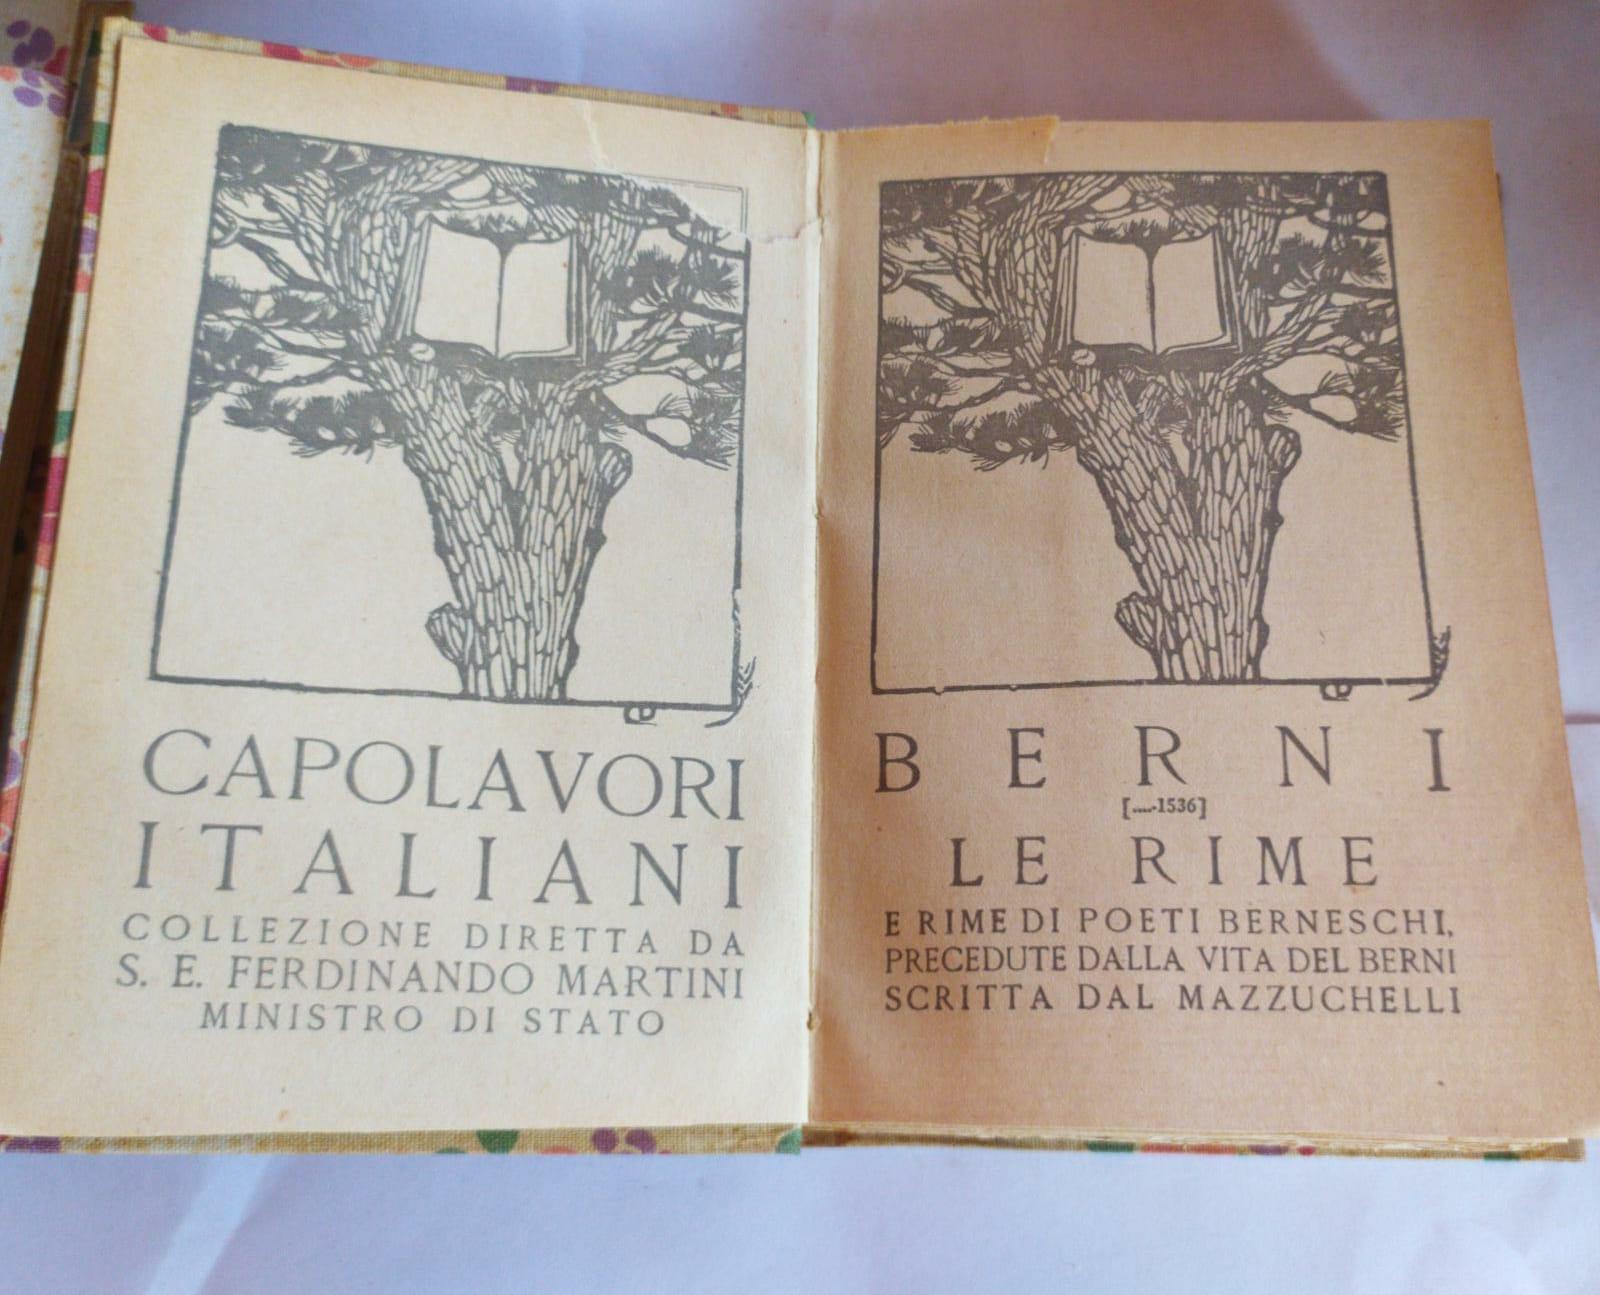 CAPOLAVORI
ITALIANI
COLLEZIONE DIRETTA DA
S. E. FERDINANDO MARTINI
MINISTRO DI STATO
BERNI
[....-1536]
LE RIME
E RIME DI POETI BERNESCHI,
PRECEDUTE DALLA VITA DEL BERNI
SCRITTA DAL MAZZUCHELLI